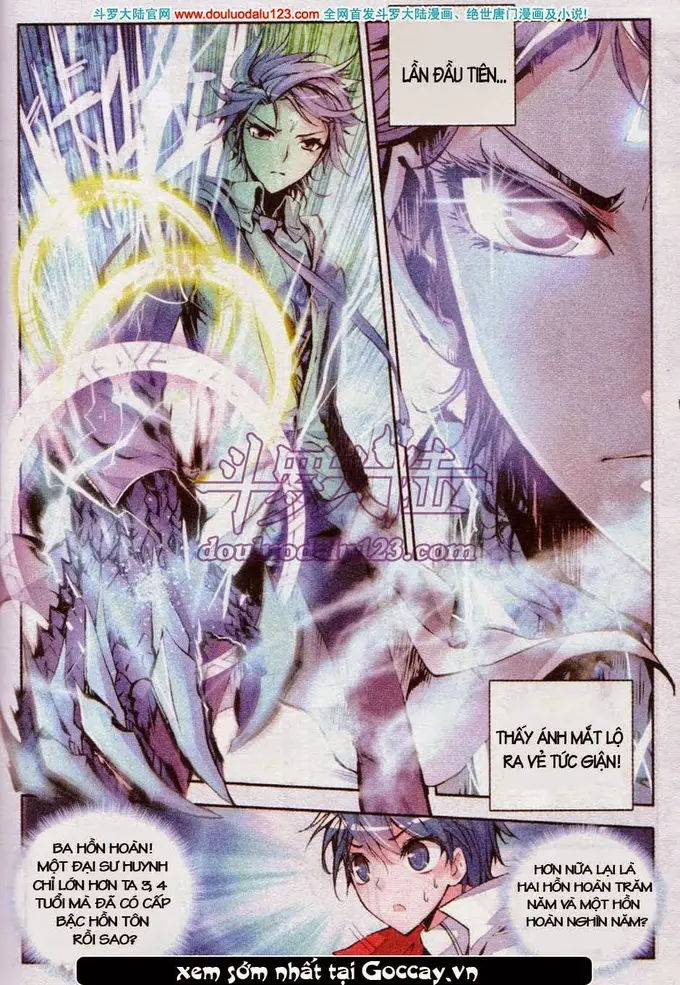 斗罗大陆官网 www.douluodalu123.com 全网首发斗罗大陆漫画、绝世唐门漫画及小说!
LẦN ĐẦU TIÊN...
斗罗大陆
douluodalu123.com
THẤY ÁNH MẮT LỘ
RA VẺ TỨC GIẬN!
BA HỒN HOÀN!
MỘT ĐẠI SƯ HUYNH
CHỈ LỚN HƠN TA 3, 4
TUỔI MÀ ĐÃ CÓ CẤP
BẬC HỒN TÔN
RỒI SAO?
HƠN NỮA LẠI LÀ
HAI HỒN HOÀN TRĂM
NĂM VÀ MỘT HỒN
HOÀN NGHÌN NĂM?
xem sớm nhất tại Goccay.vn